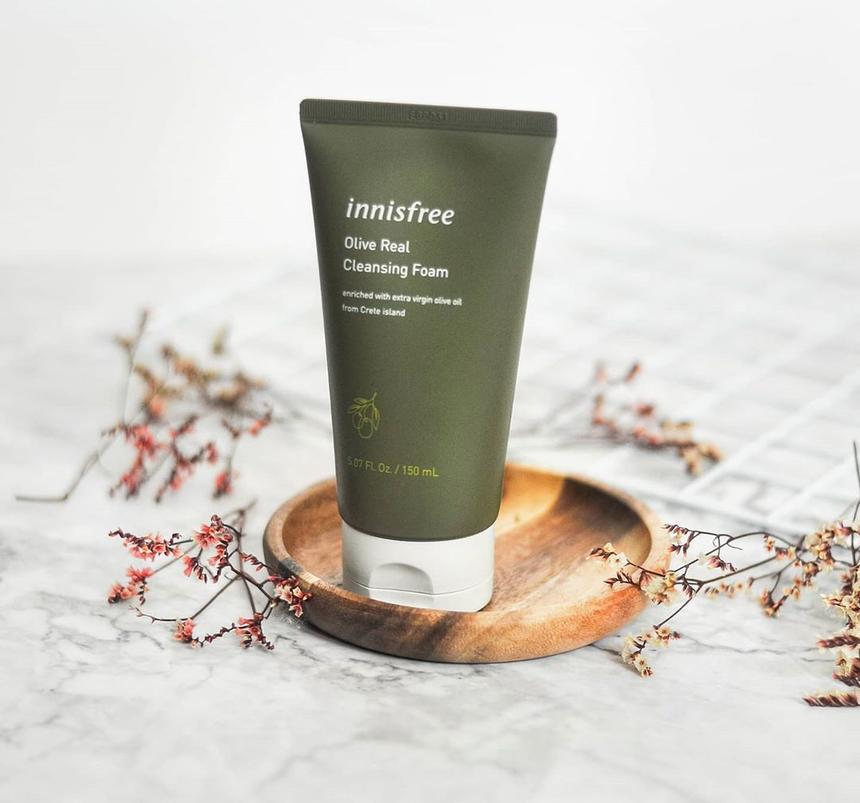 innisfree
Olive Real
Cleansing Foam
enriched with extra virgin olive oil
from Crete island
5.07 FL.Oz. / 150 mL